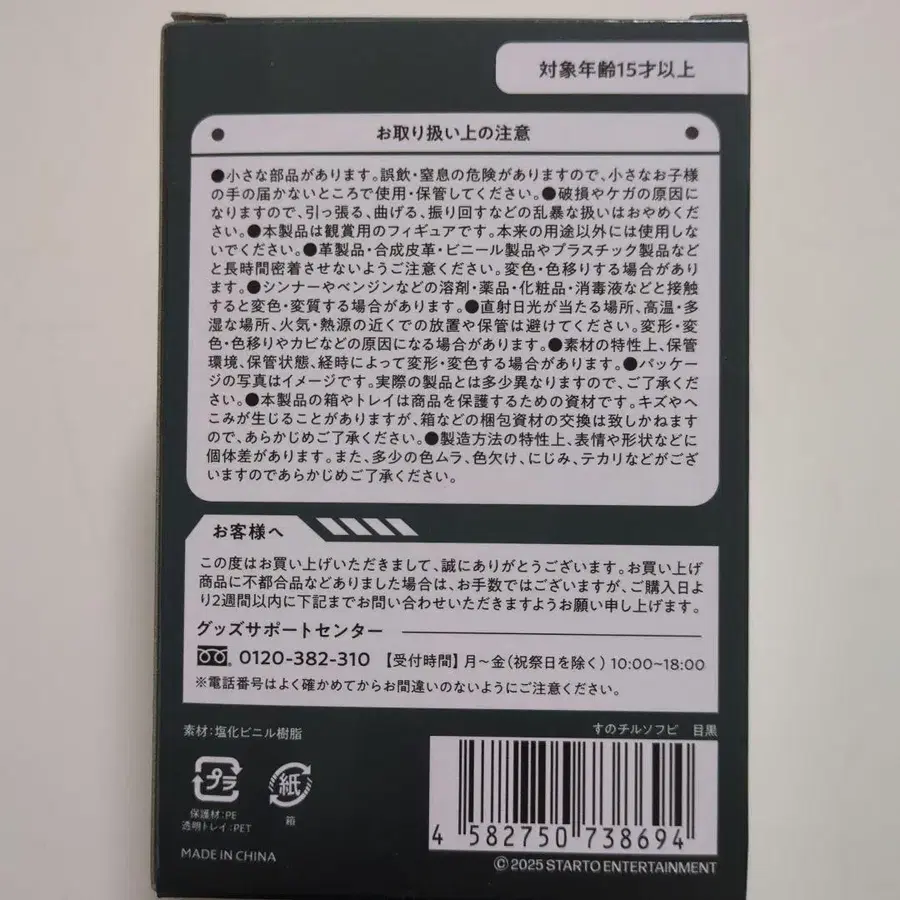 対象年齢15才以上
お取り扱い上の注意
●小さな部品があります。誤飲・窒息の危険がありますので、小さなお子様
の手の届かないところで使用・保管してください。●破損やケガの原因に
なりますので、引っ張る、曲げる、振り回すなどの乱暴な扱いはおやめくだ
さい。●本製品は観賞用のフィギュアです。本来の用途以外には使用しな
いでください。●革製品・合成皮革・ビニール製品やプラスチック製品など
と長時間密着させないようご注意ください。変色・色移りする場合があり
ます。●シンナーやベンジンなどの溶剤・薬品・化粧品・消毒液などと接触
すると変色・変質する場合があります。●直射日光が当たる場所、高温・多
湿な場所、火気・熱源の近くでの放置や保管は避けてください。変形・変
色・色移りやカビなどの原因になる場合があります。●素材の特性上、保管
環境、保管状態、経時によって変形・変色する場合があります。●パッケー
ジの写真はイメージです。実際の製品とは多少異なりますので、ご了承くだ
さい。●本製品の箱やトレイは商品を保護するための資材です。キズやへ
こみが生じることがありますが、箱などの梱包資材の交換は致しかねます
ので、あらかじめご了承ください。●製造方法の特性上、表情や形状などに
個体差があります。また、多少の色ムラ、色欠け、にじみ、テカリなどがござ
いますのであらかじめご了承ください。
お客様へ
この度はお買い上げいただきまして、誠にありがとうございます。お買い上げ
商品に不都合品などありました場合は、お手数ではございますが、ご購入日よ
り2週間以内に下記までお問い合わせいただきますようお願い申し上げます。
グッズサポートセンター
0120-382-310 【受付時間】月～金(祝祭日を除く) 10:00~18:00
※電話番号はよく確かめてからお間違いのないようにご注意ください。
素材:塩化ビニル樹脂
すのチルソフビ 目黒
プラ
紙
保護材:PE
透明トレイ:PET
箱
4 582750 738694
MADE IN CHINA
©2025 STARTO ENTERTAINMENT